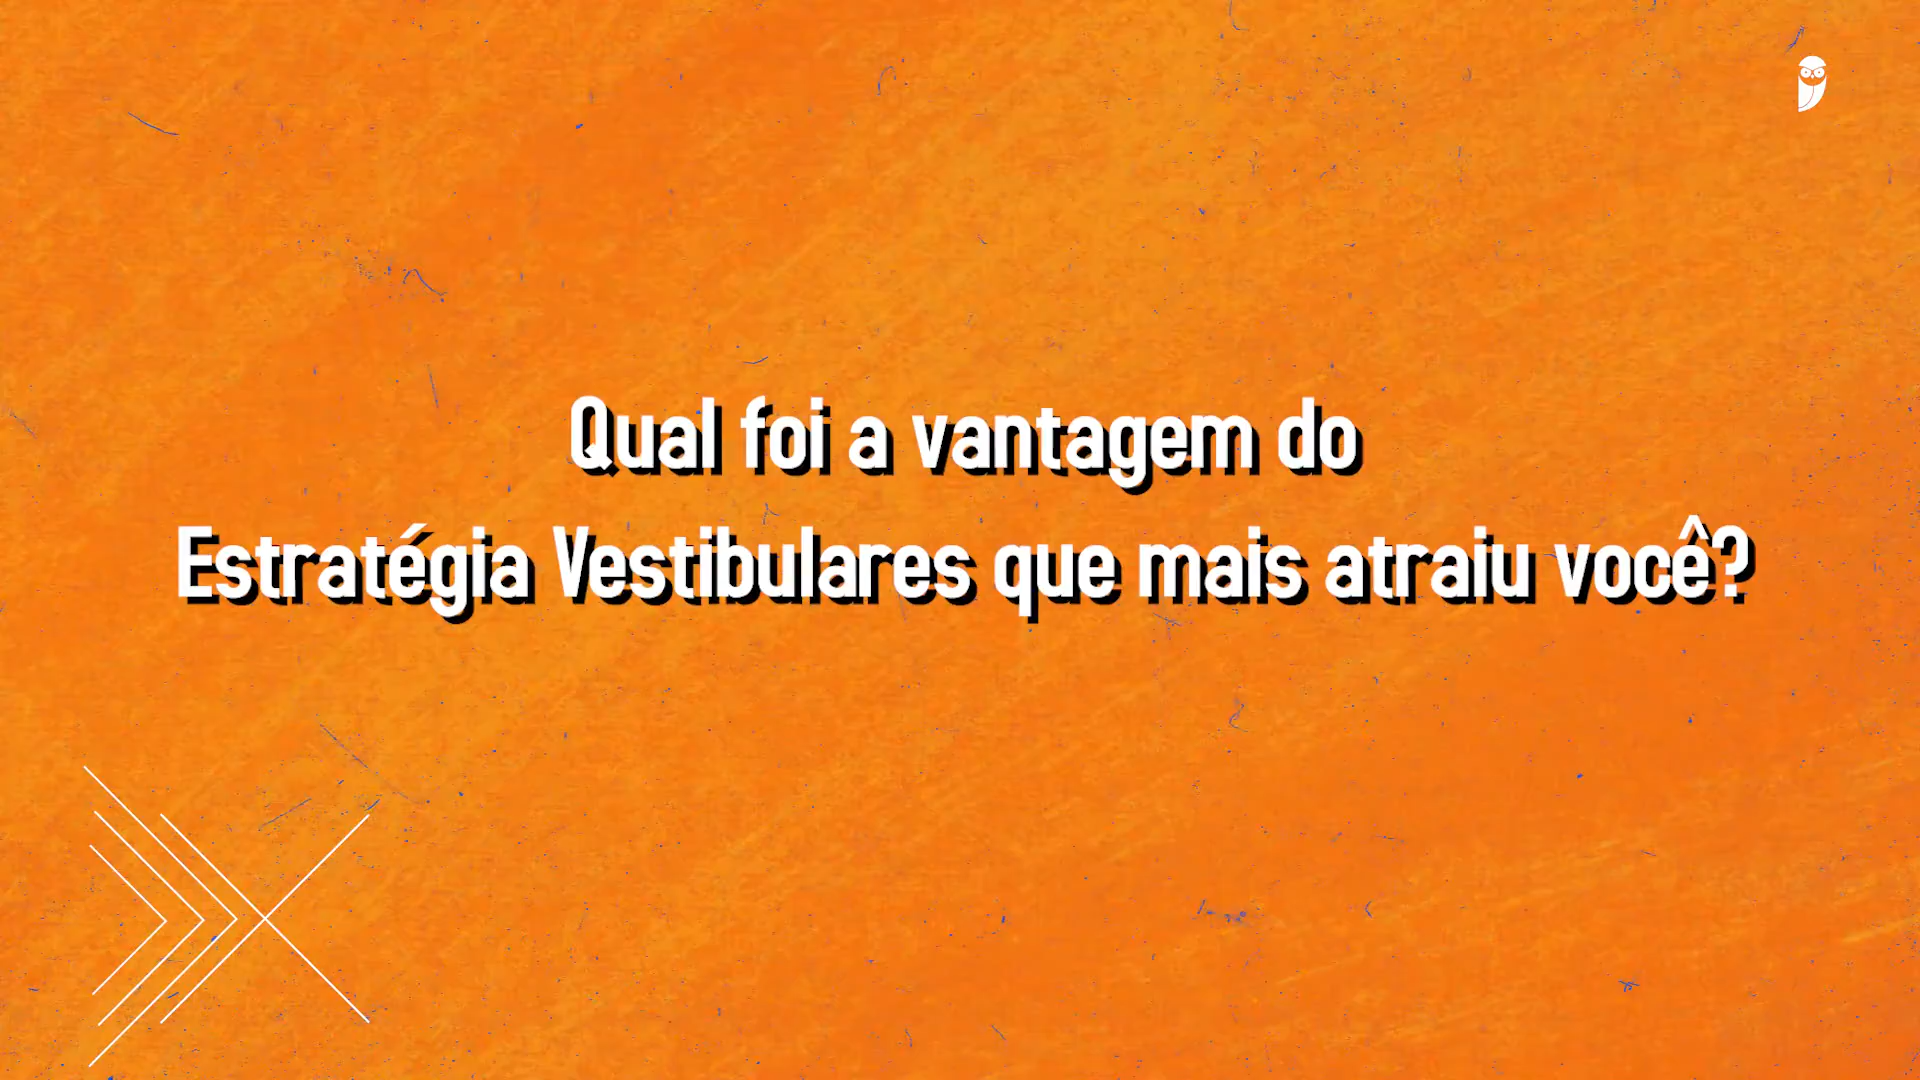 Qual foi a vantagem do
Estratégia Vestibulares que mais atraiu você?